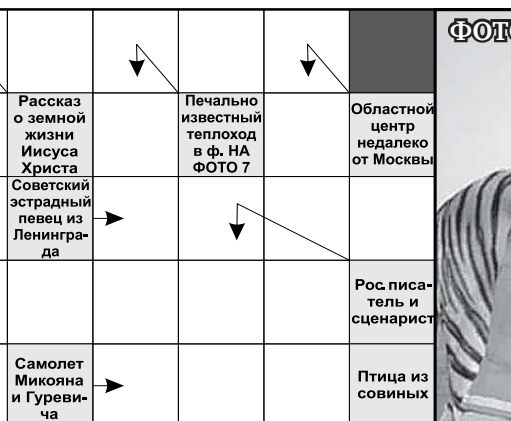 ФОТО
Рассказ
о земной
жизни
Иисуса
Христа
Печально
известный
теплоход
в ф. НА
ФОТО 7
Областной
центр
недалеко
от Москвы
Советский
эстрадный
певец из
Ленингра-
да
Рос. писа-
тель и
сценарист
Самолет
Микояна
и Гуреви-
ча
Птица из
совиных